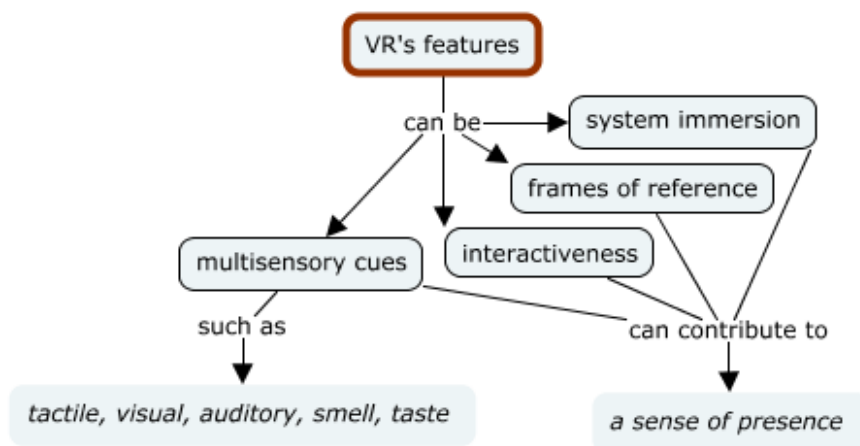 VR's features
can be
system immersion
frames of reference
interactiveness
multisensory cues
such as
can contribute to
tactile, visual, auditory, smell, taste
a sense of presence